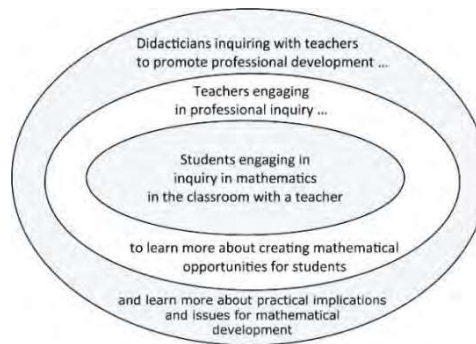 Didacticians inquiring with teachers
to promote professional development ...
Teachers engaging
in professional inquiry ...
Students engaging in
inquiry in mathematics
in the classroom with a teacher
to learn more about creating mathematical
opportunities for students
and learn more about practical implications
and issues for mathematical
development